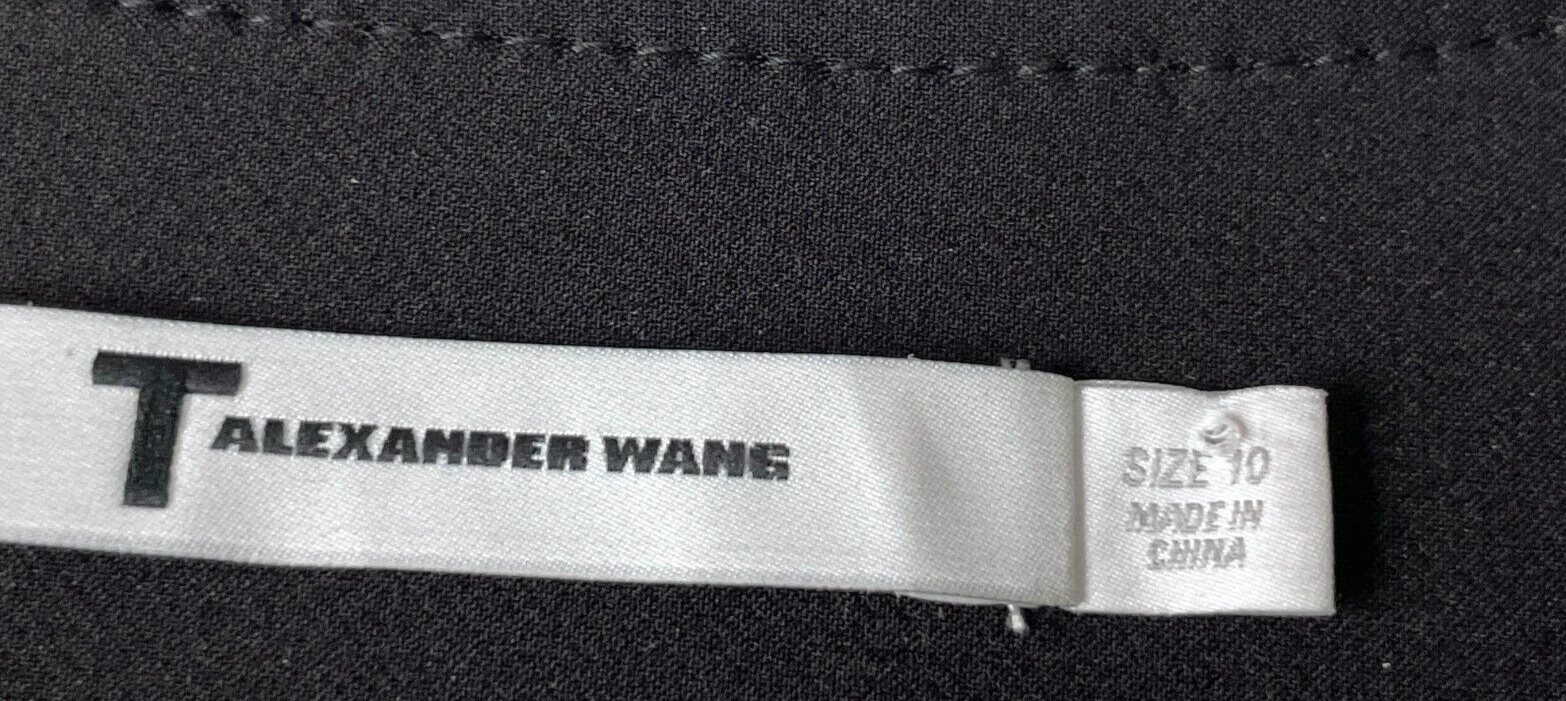 T ALEXANDER WANG
SIZE 10
MADE IN
CHINA